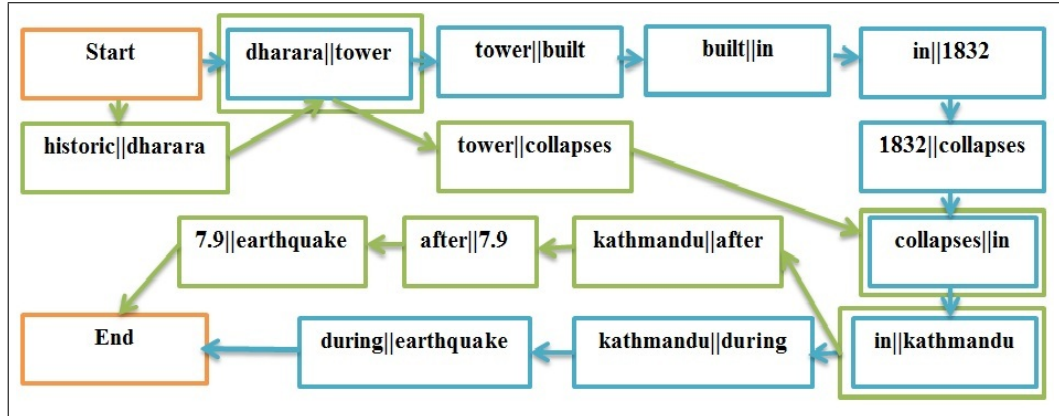 Start
dharara||tower
tower||built
built||in
in||1832
historic||dharara
tower||collapses
1832||collapses
7.9||earthquake
after||7.9
kathmandu||after
collapses||in
End
during||earthquake
kathmandu||during
in||kathmandu